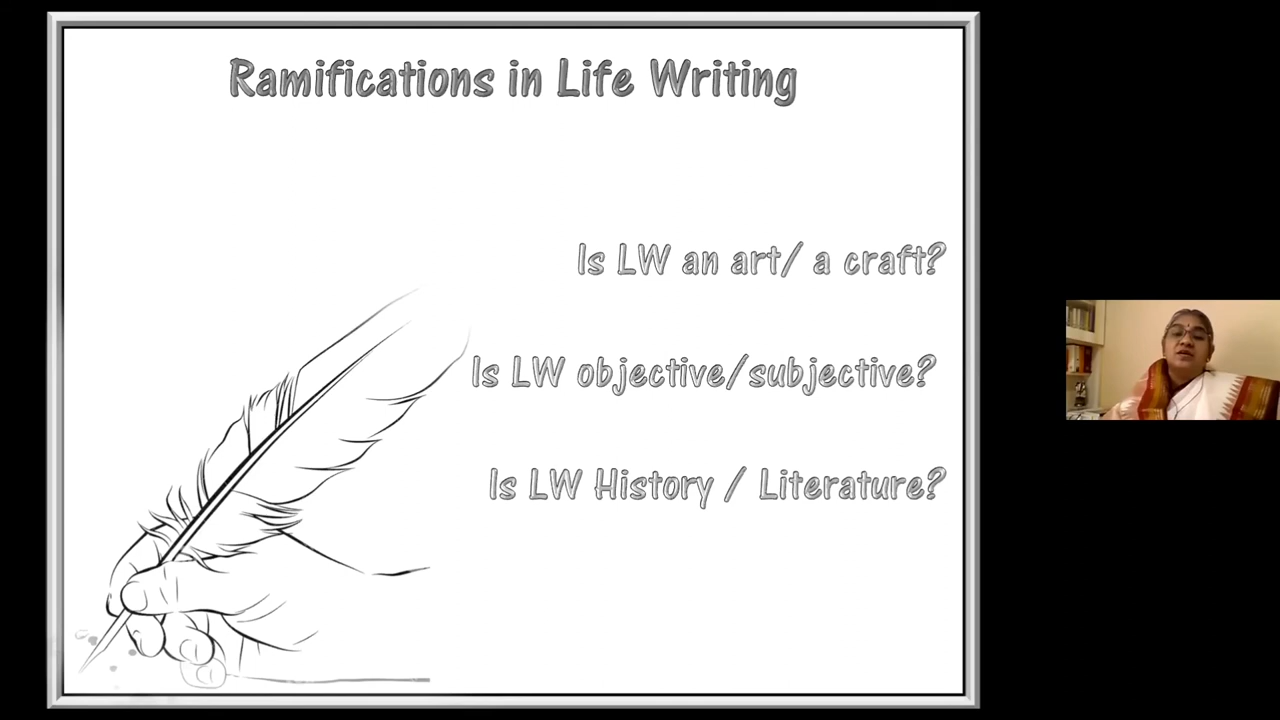 Ramifications in Life Writing
Is LW an art/ a craft?
Is LW objective/subjective?
Is LW History / Literature?